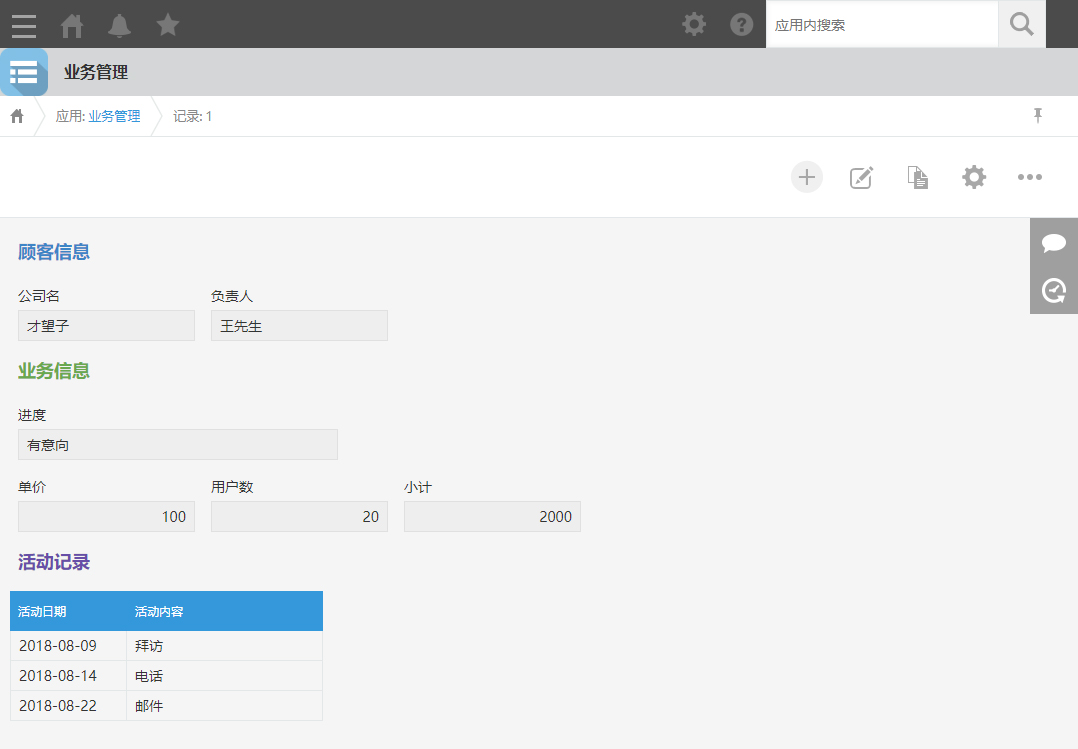 应用内搜索
业务管理
应用: 业务管理 记录: 1
顾客信息
公司名 负责人
才望子 王先生
业务信息
进度
有意向
单价 用户数 小计
100 20 2000
活动记录
活动日期 活动内容
2018-08-09 拜访
2018-08-14 电话
2018-08-22 邮件